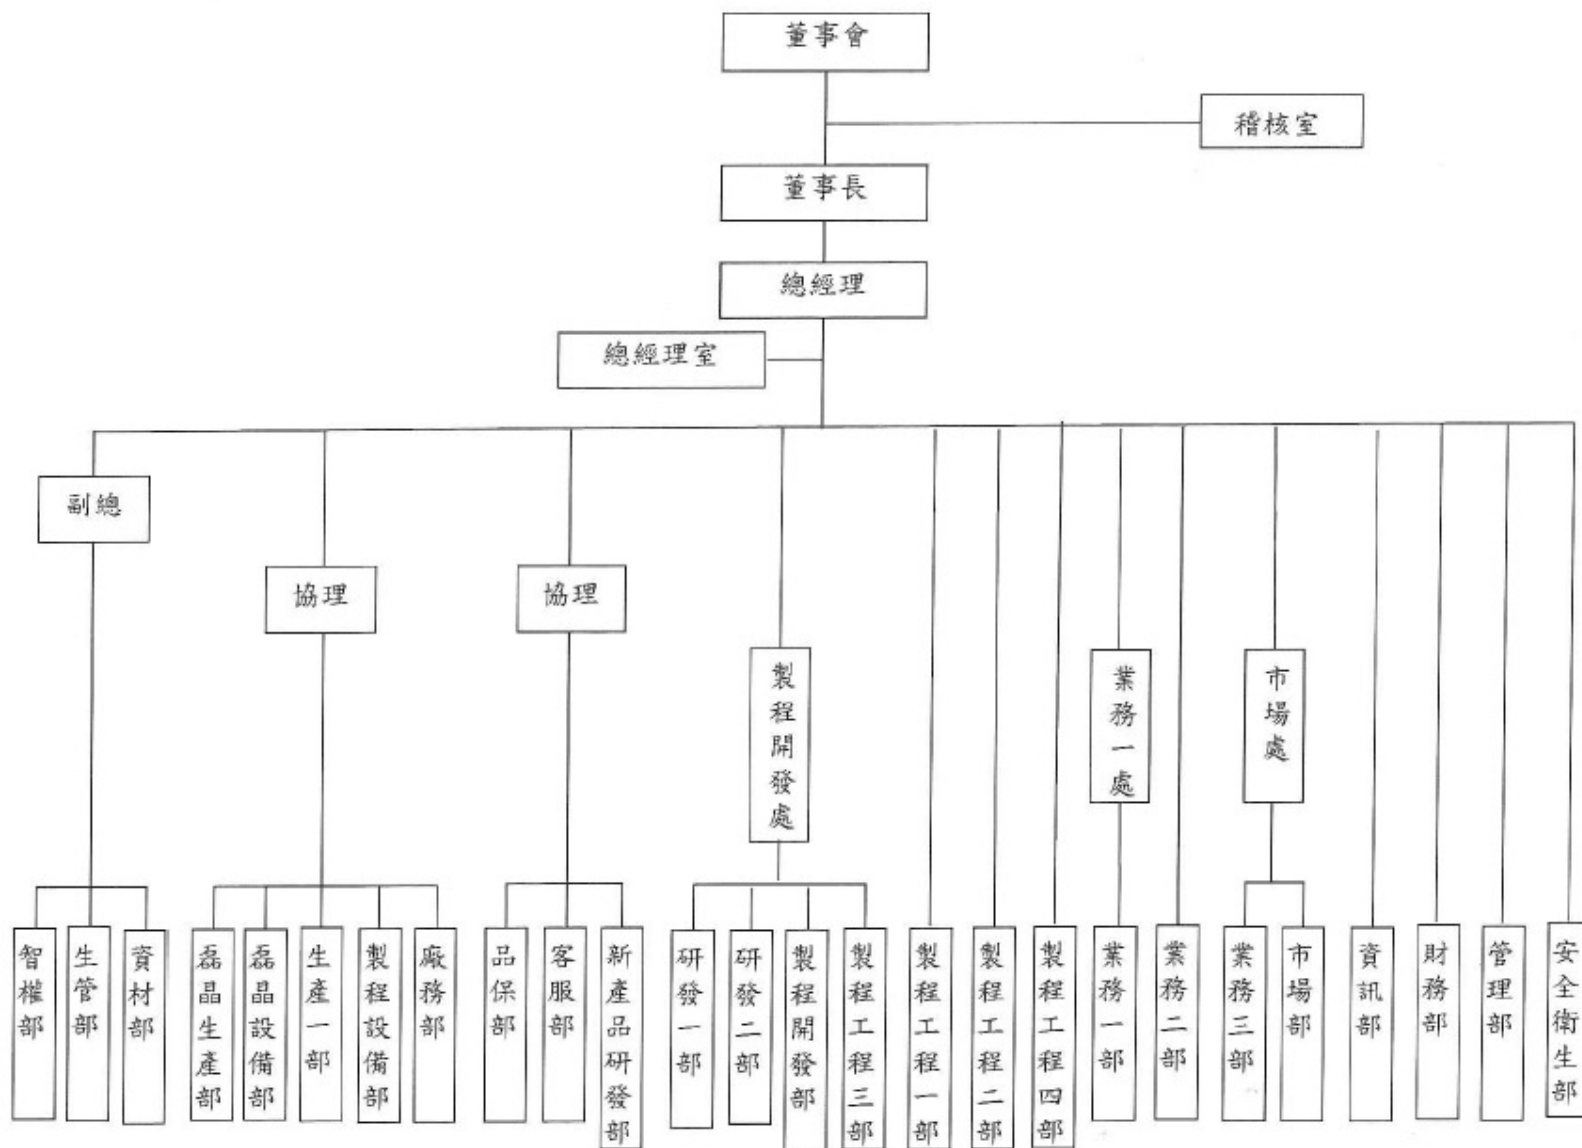 董事會
稽核室
董事長
總經理
總經理室
副總
協理
協理
製程開發處
業務一處
市場處
智權部
生管部
資材部
磊晶生產部
磊晶設備部
生產一部
製程設備部
廠務部
品保部
客服部
新產品研發部
研發一部
研發二部
製程開發部
製程工程三部
製程工程一部
製程工程二部
製程工程四部
業務一部
業務二部
業務三部
市場部
資訊部
財務部
管理部
安全衛生部